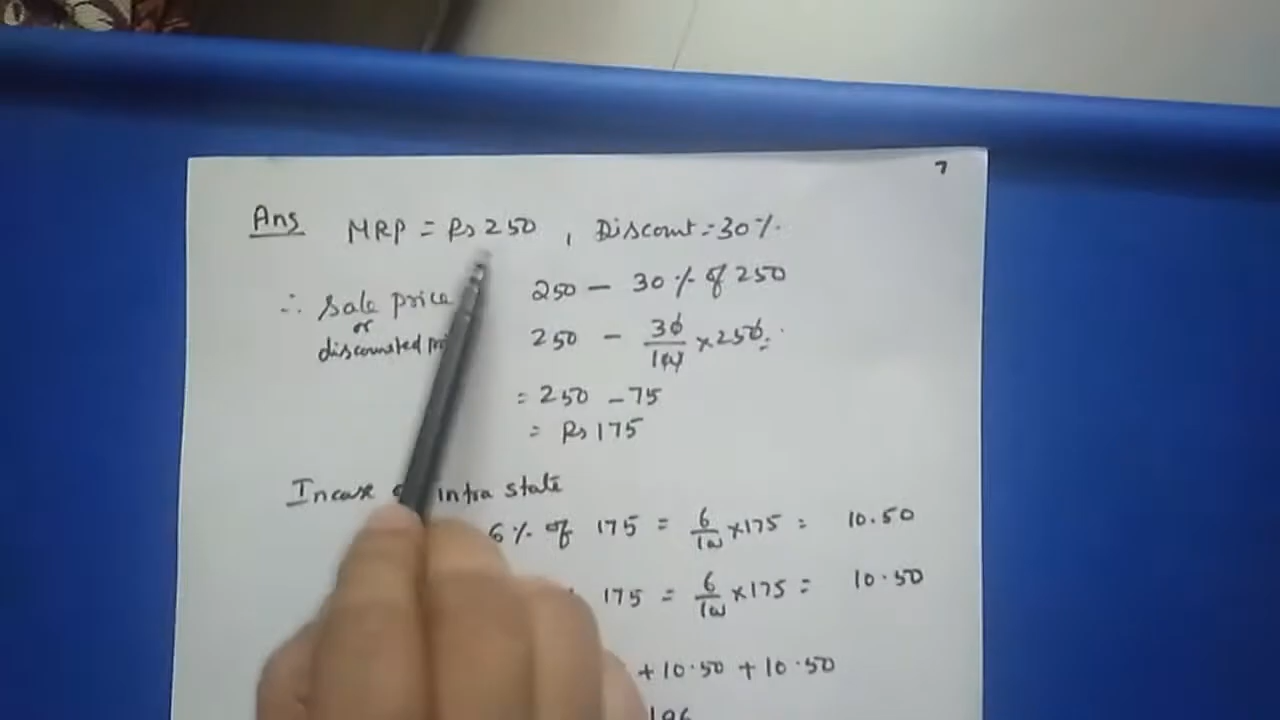 7
Ans MRP = Rs 250 , Discount = 30%
∴ Sale price 250 − 30% of 250
or
discounted 250 − 30/100 × 250
= 250 − 75
= Rs 175
Incase intra state
6% of 175 = 6/100 × 175 = 10.50
175 = 6/100 × 175 = 10.50
+ 10.50 + 10.50
196